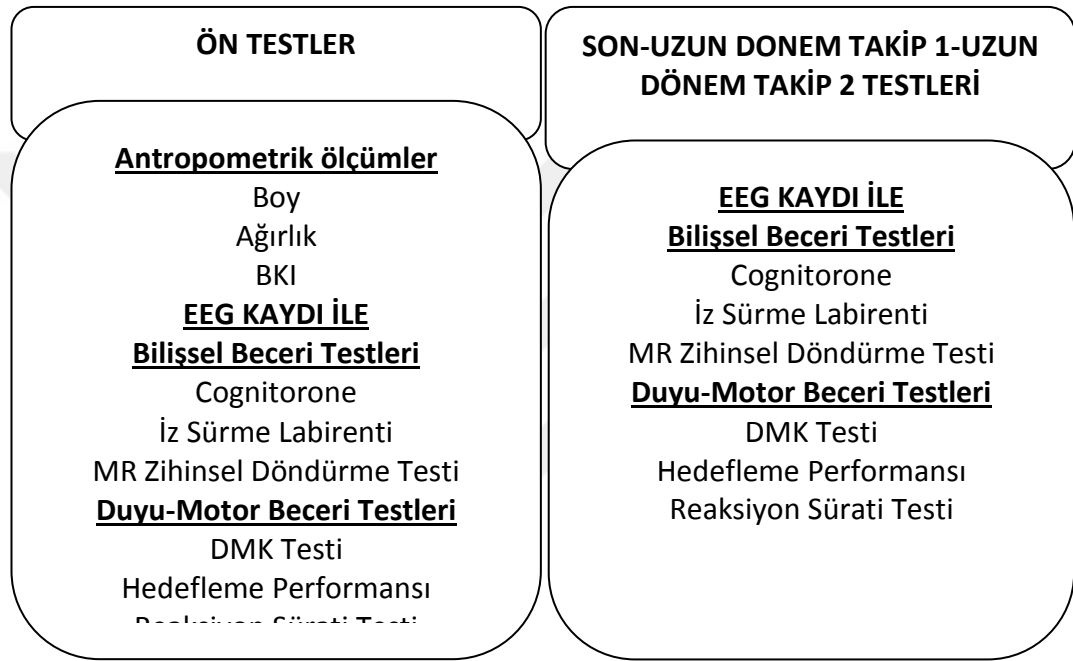 ÖN TESTLER
Antropometrik ölçümler
Boy
Ağırlık
BKI
EEG KAYDI İLE
Bilişsel Beceri Testleri
Cognitorone
İz Sürme Labirenti
MR Zihinsel Döndürme Testi
Duyu-Motor Beceri Testleri
DMK Testi
Hedefleme Performansı
Reaksiyon Sürati Testi
SON-UZUN DONEM TAKİP 1-UZUN
DÖNEM TAKİP 2 TESTLERİ
EEG KAYDI İLE
Bilişsel Beceri Testleri
Cognitorone
İz Sürme Labirenti
MR Zihinsel Döndürme Testi
Duyu-Motor Beceri Testleri
DMK Testi
Hedefleme Performansı
Reaksiyon Sürati Testi